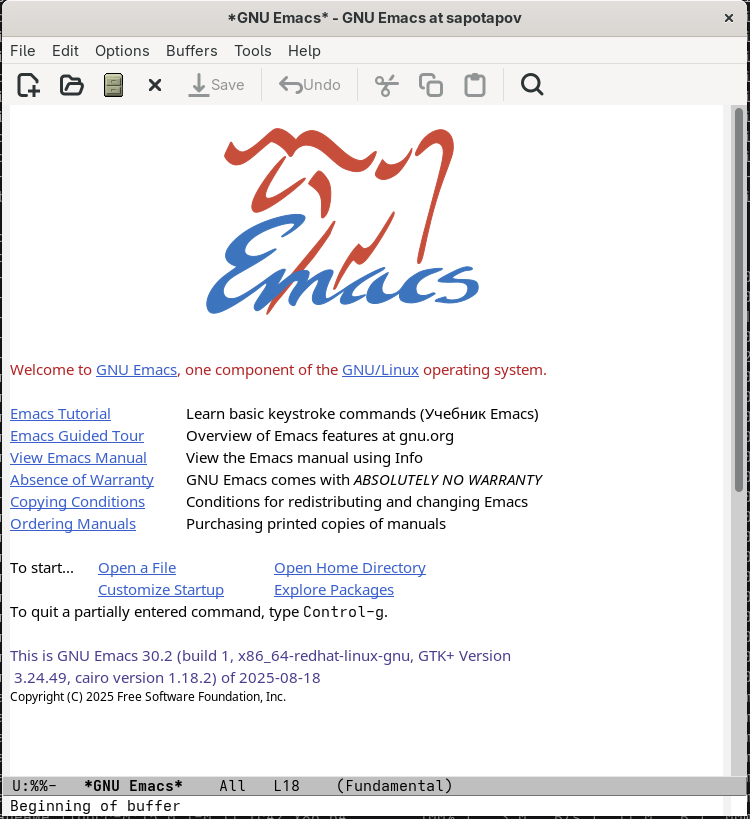 *GNU Emacs* - GNU Emacs at sapotapov
File Edit Options Buffers Tools Help
Save Undo
Emacs
Welcome to GNU Emacs, one component of the GNU/Linux operating system.
Emacs Tutorial Learn basic keystroke commands (Учебник Emacs)
Emacs Guided Tour Overview of Emacs features at gnu.org
View Emacs Manual View the Emacs manual using Info
Absence of Warranty GNU Emacs comes with ABSOLUTELY NO WARRANTY
Copying Conditions Conditions for redistributing and changing Emacs
Ordering Manuals Purchasing printed copies of manuals
To start... Open a File Open Home Directory
Customize Startup Explore Packages
To quit a partially entered command, type Control-g.
This is GNU Emacs 30.2 (build 1, x86_64-redhat-linux-gnu, GTK+ Version
3.24.49, cairo version 1.18.2) of 2025-08-18
Copyright (C) 2025 Free Software Foundation, Inc.
U:%%- *GNU Emacs* All L18 (Fundamental)
Beginning of buffer